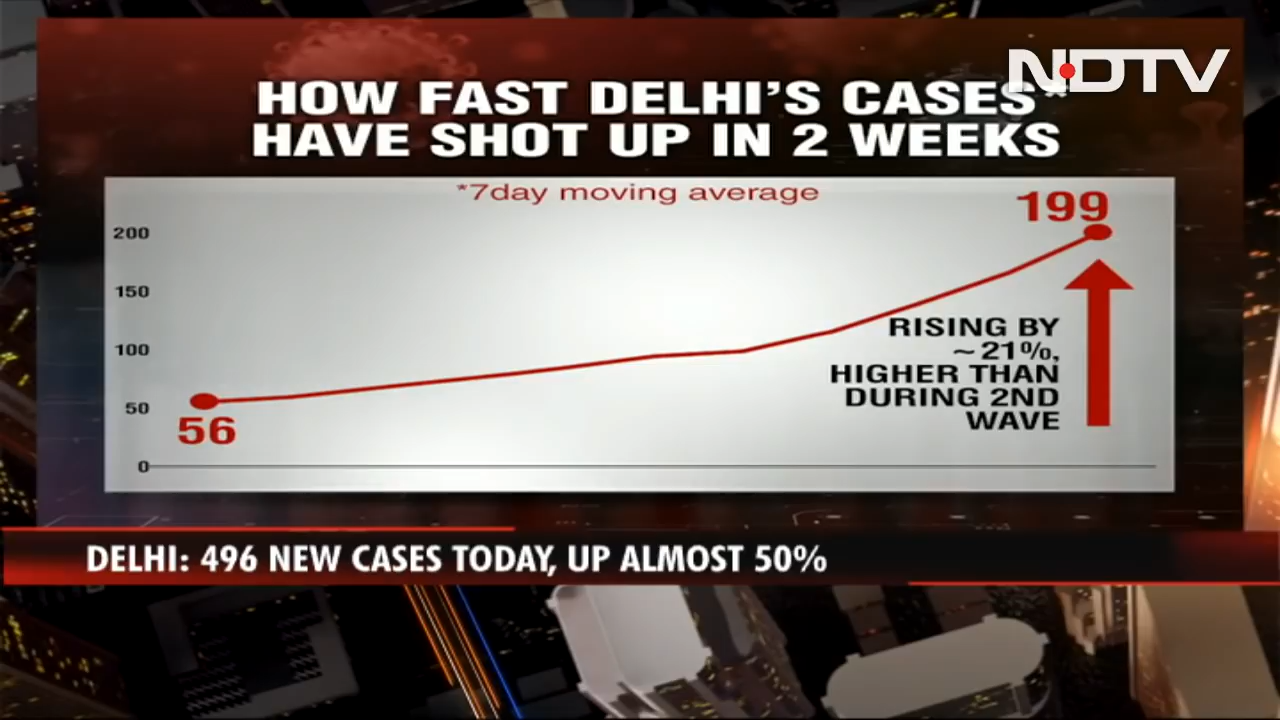 NDTV
HOW FAST DELHI'S CASES*
HAVE SHOT UP IN 2 WEEKS
*7day moving average
199
200
150
100
50
0
56
RISING BY
~21%,
HIGHER THAN
DURING 2ND
WAVE
DELHI: 496 NEW CASES TODAY, UP ALMOST 50%